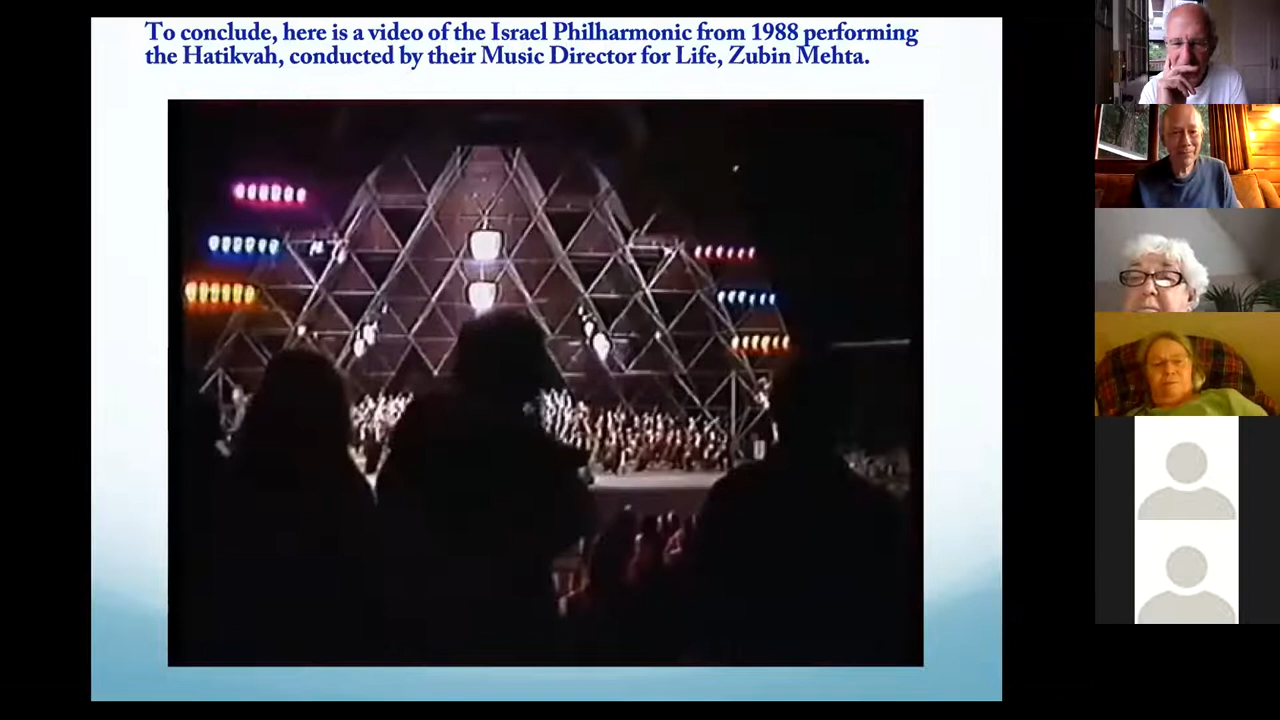 To conclude, here is a video of the Israel Philharmonic from 1988 performing
the Hatikvah, conducted by their Music Director for Life, Zubin Mehta.